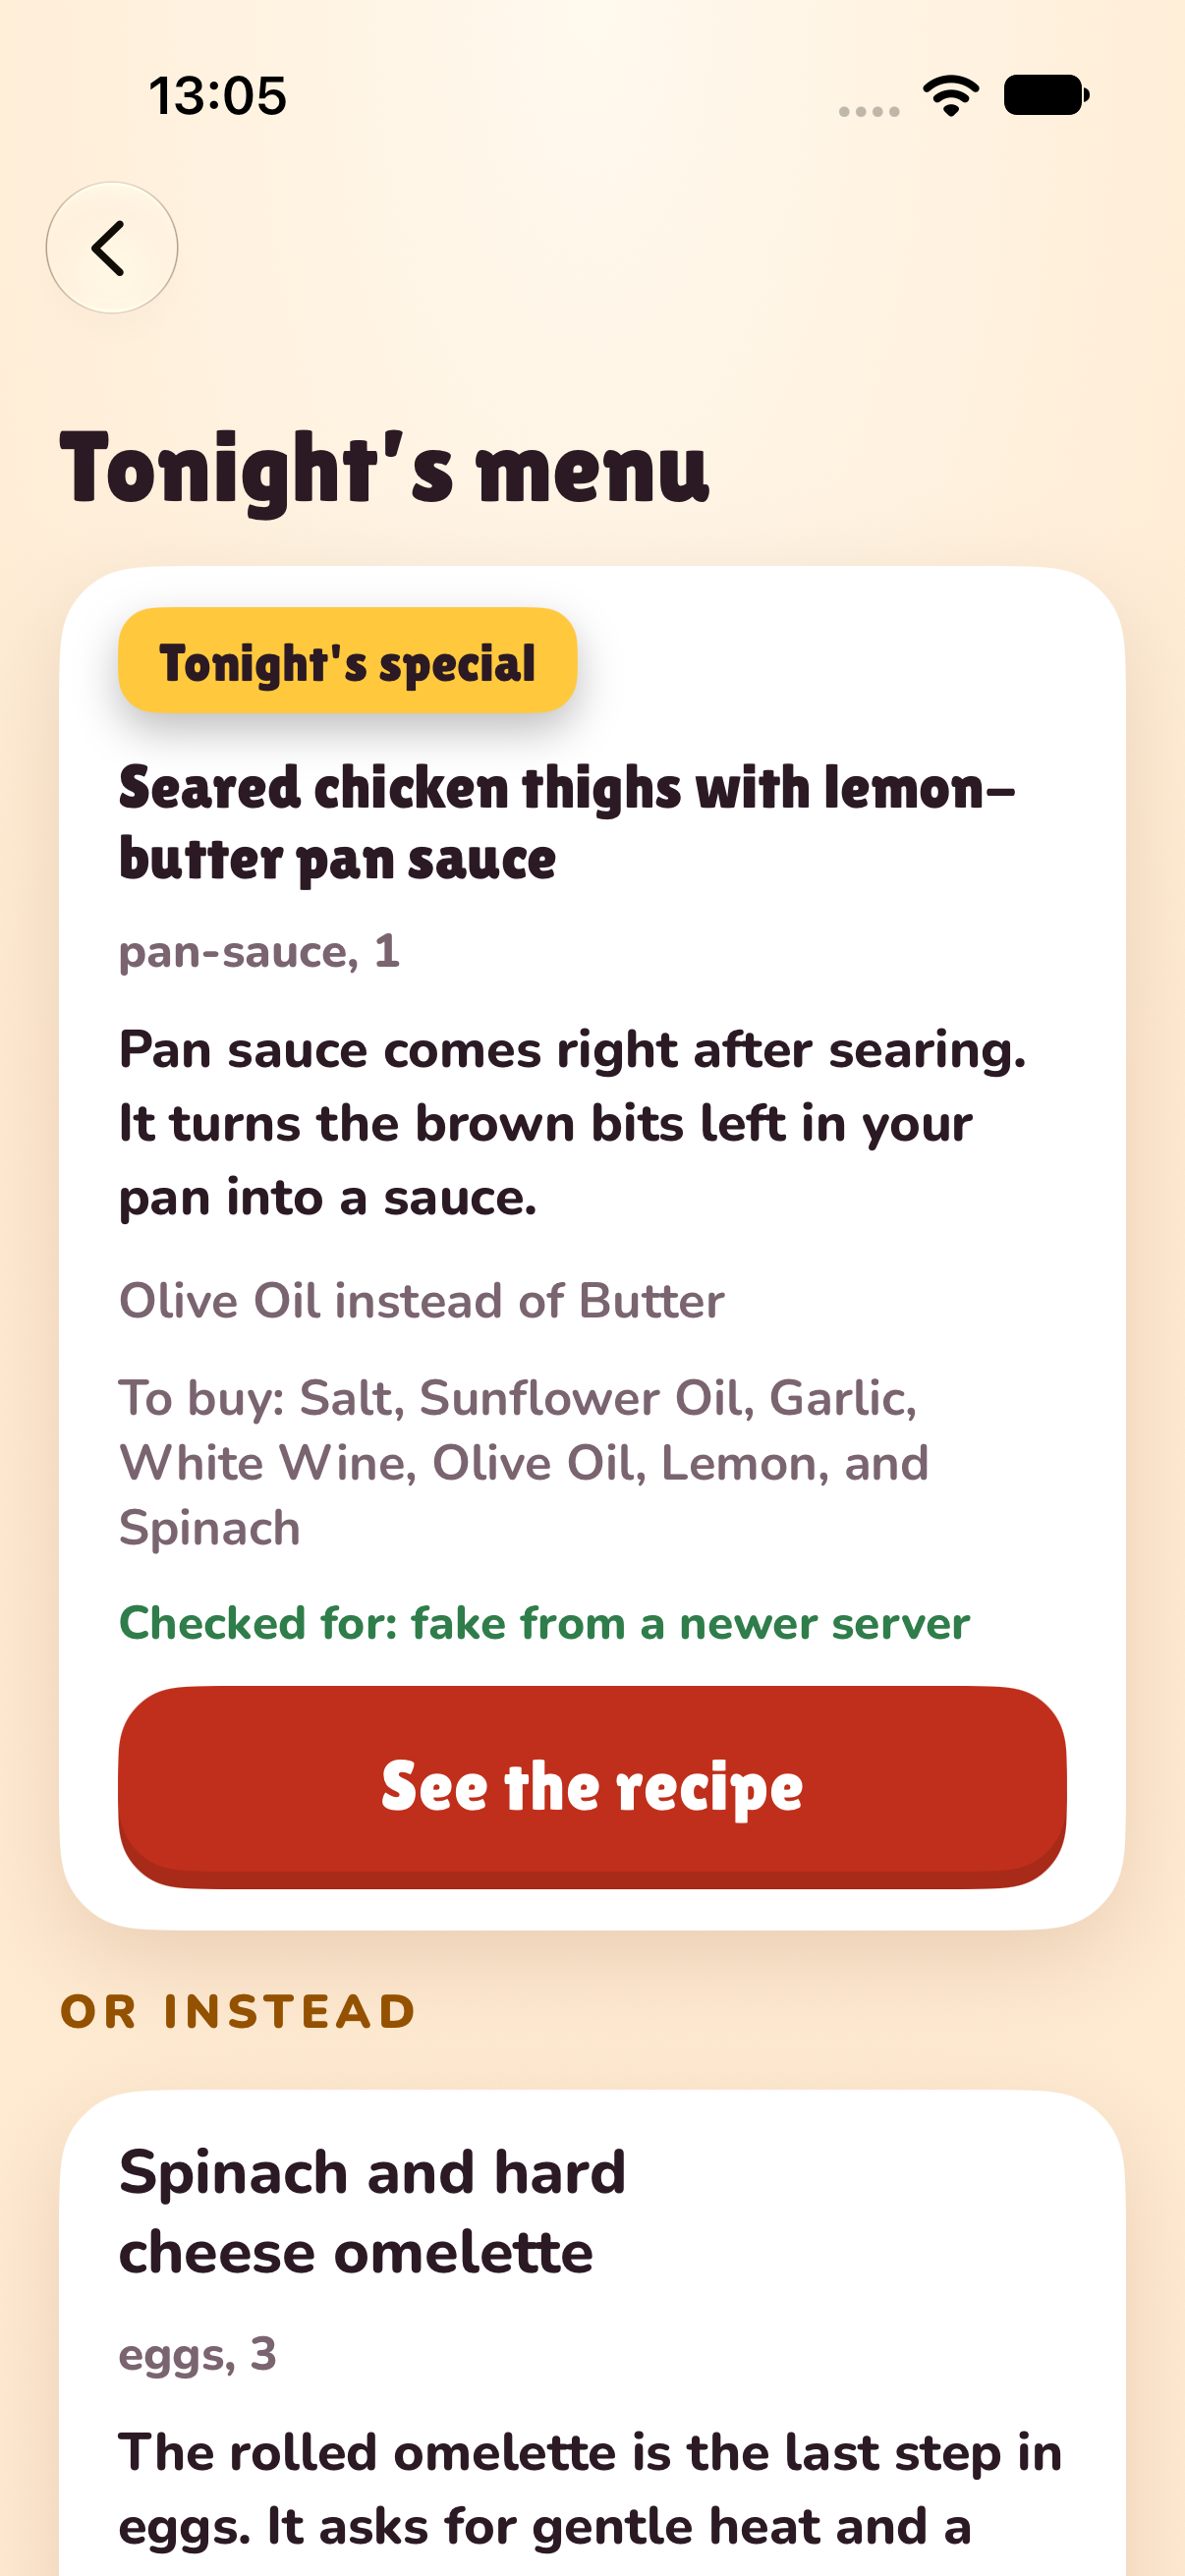 13:05
Tonight's menu
Tonight's special
Seared chicken thighs with lemon-
butter pan sauce
pan-sauce, 1
Pan sauce comes right after searing.
It turns the brown bits left in your
pan into a sauce.
Olive Oil instead of Butter
To buy: Salt, Sunflower Oil, Garlic,
White Wine, Olive Oil, Lemon, and
Spinach
Checked for: fake from a newer server
See the recipe
OR INSTEAD
Spinach and hard
cheese omelette
eggs, 3
The rolled omelette is the last step in
eggs. It asks for gentle heat and a